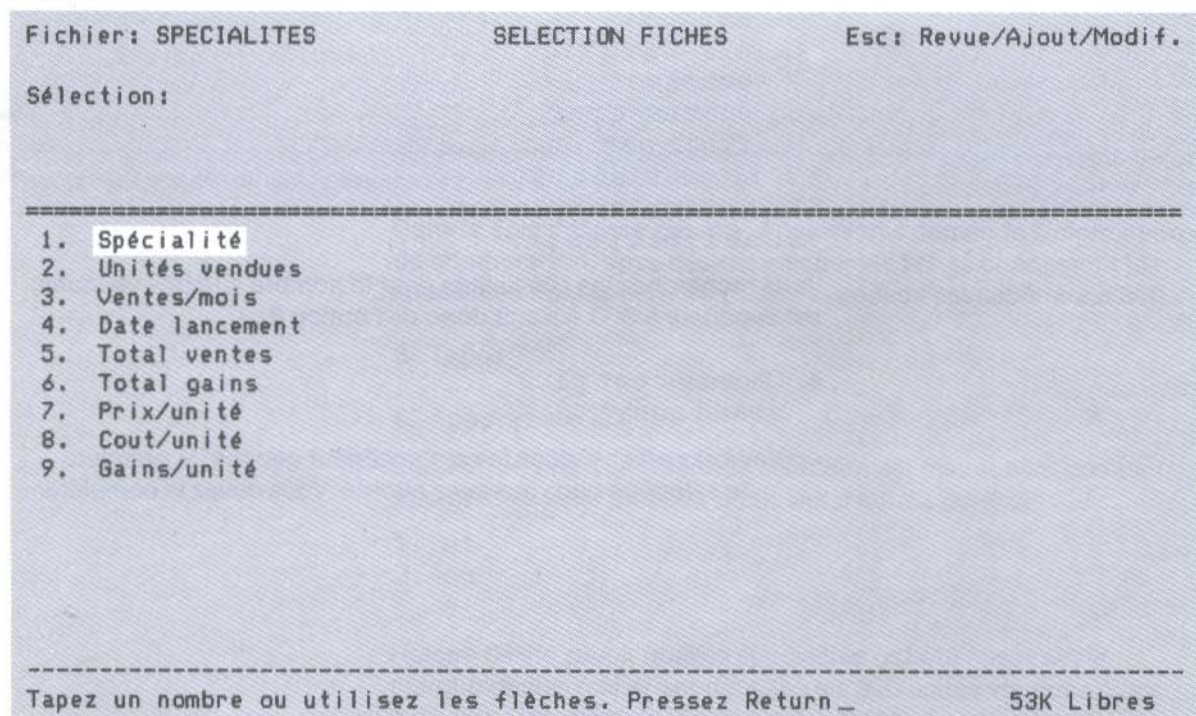 Fichier: SPECIALITES SELECTION FICHES Esc: Revue/Ajout/Modif.
Sélection:
1. Spécialité
2. Unités vendues
3. Ventes/mois
4. Date lancement
5. Total ventes
6. Total gains
7. Prix/unité
8. Cout/unité
9. Gains/unité
Tapez un nombre ou utilisez les flèches. Pressez Return_ 53K Libres